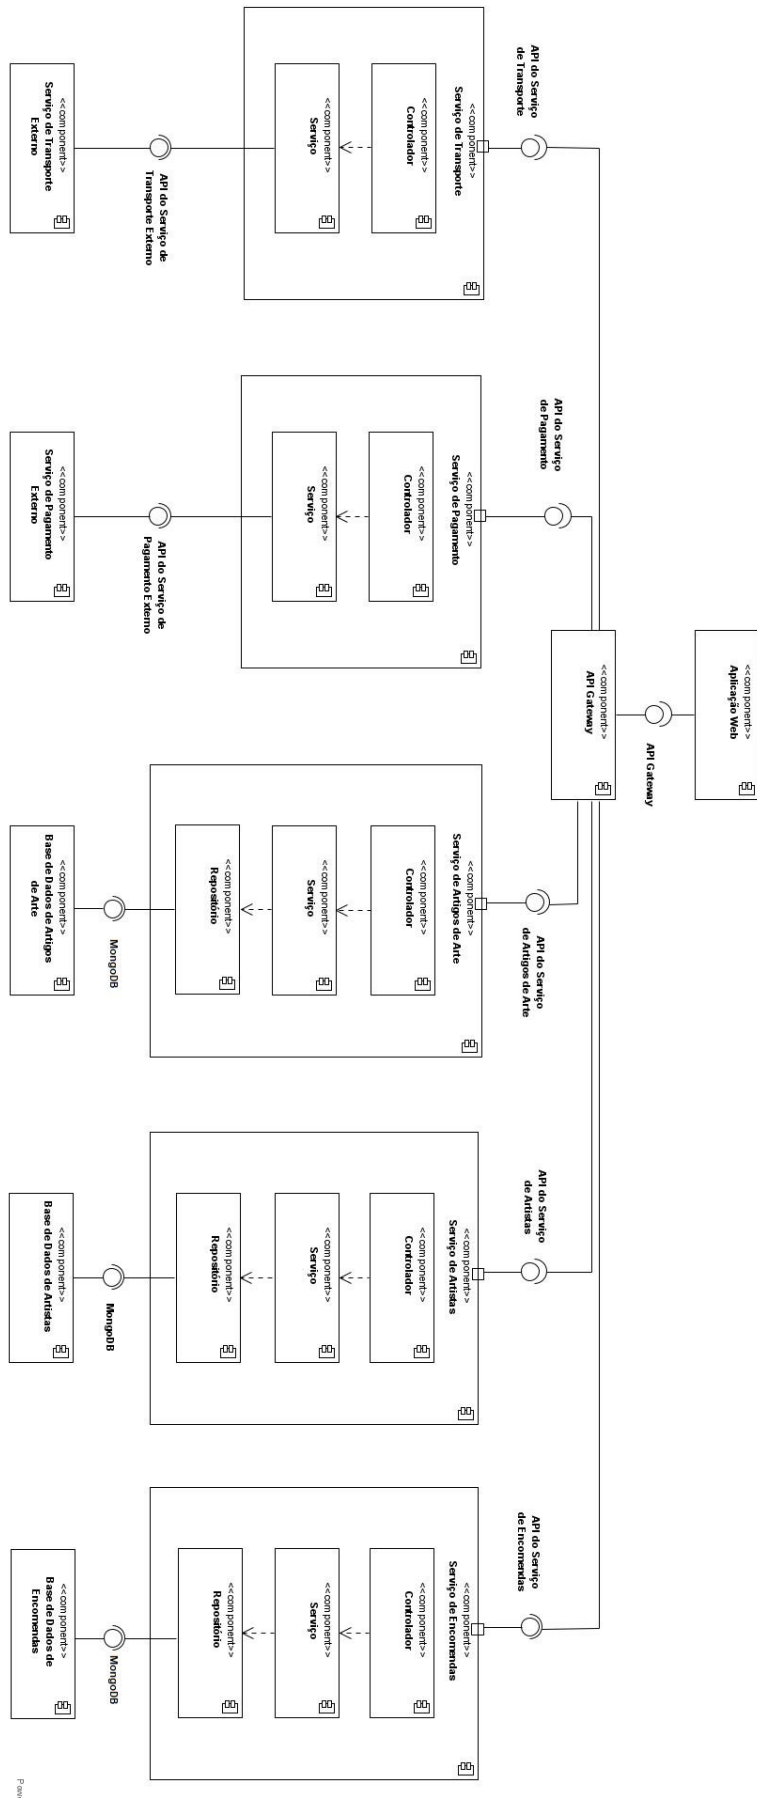 <<component>>
Aplicação Web
API Gateway
<<component>>
API Gateway
API do Serviço
de Transporte
API do Serviço
de Pagamento
API do Serviço
de Artigos de Arte
API do Serviço
de Artistas
API do Serviço
de Encomendas
<<component>>
Serviço de Transporte
<<component>>
Controlador
<<component>>
Serviço
API do Serviço de
Transporte Externo
<<component>>
Serviço de Transporte
Externo
<<component>>
Serviço de Pagamento
<<component>>
Controlador
<<component>>
Serviço
API do Serviço de
Pagamento Externo
<<component>>
Serviço de Pagamento
Externo
<<component>>
Serviço de Artigos de Arte
<<component>>
Controlador
<<component>>
Serviço
<<component>>
Repositório
MongoDB
<<component>>
Base de Dados de Artigos
de Arte
<<component>>
Serviço de Artistas
<<component>>
Controlador
<<component>>
Serviço
<<component>>
Repositório
MongoDB
<<component>>
Base de Dados de Artistas
<<component>>
Serviço de Encomendas
<<component>>
Controlador
<<component>>
Serviço
<<component>>
Repositório
MongoDB
<<component>>
Base de Dados de
Encomendas